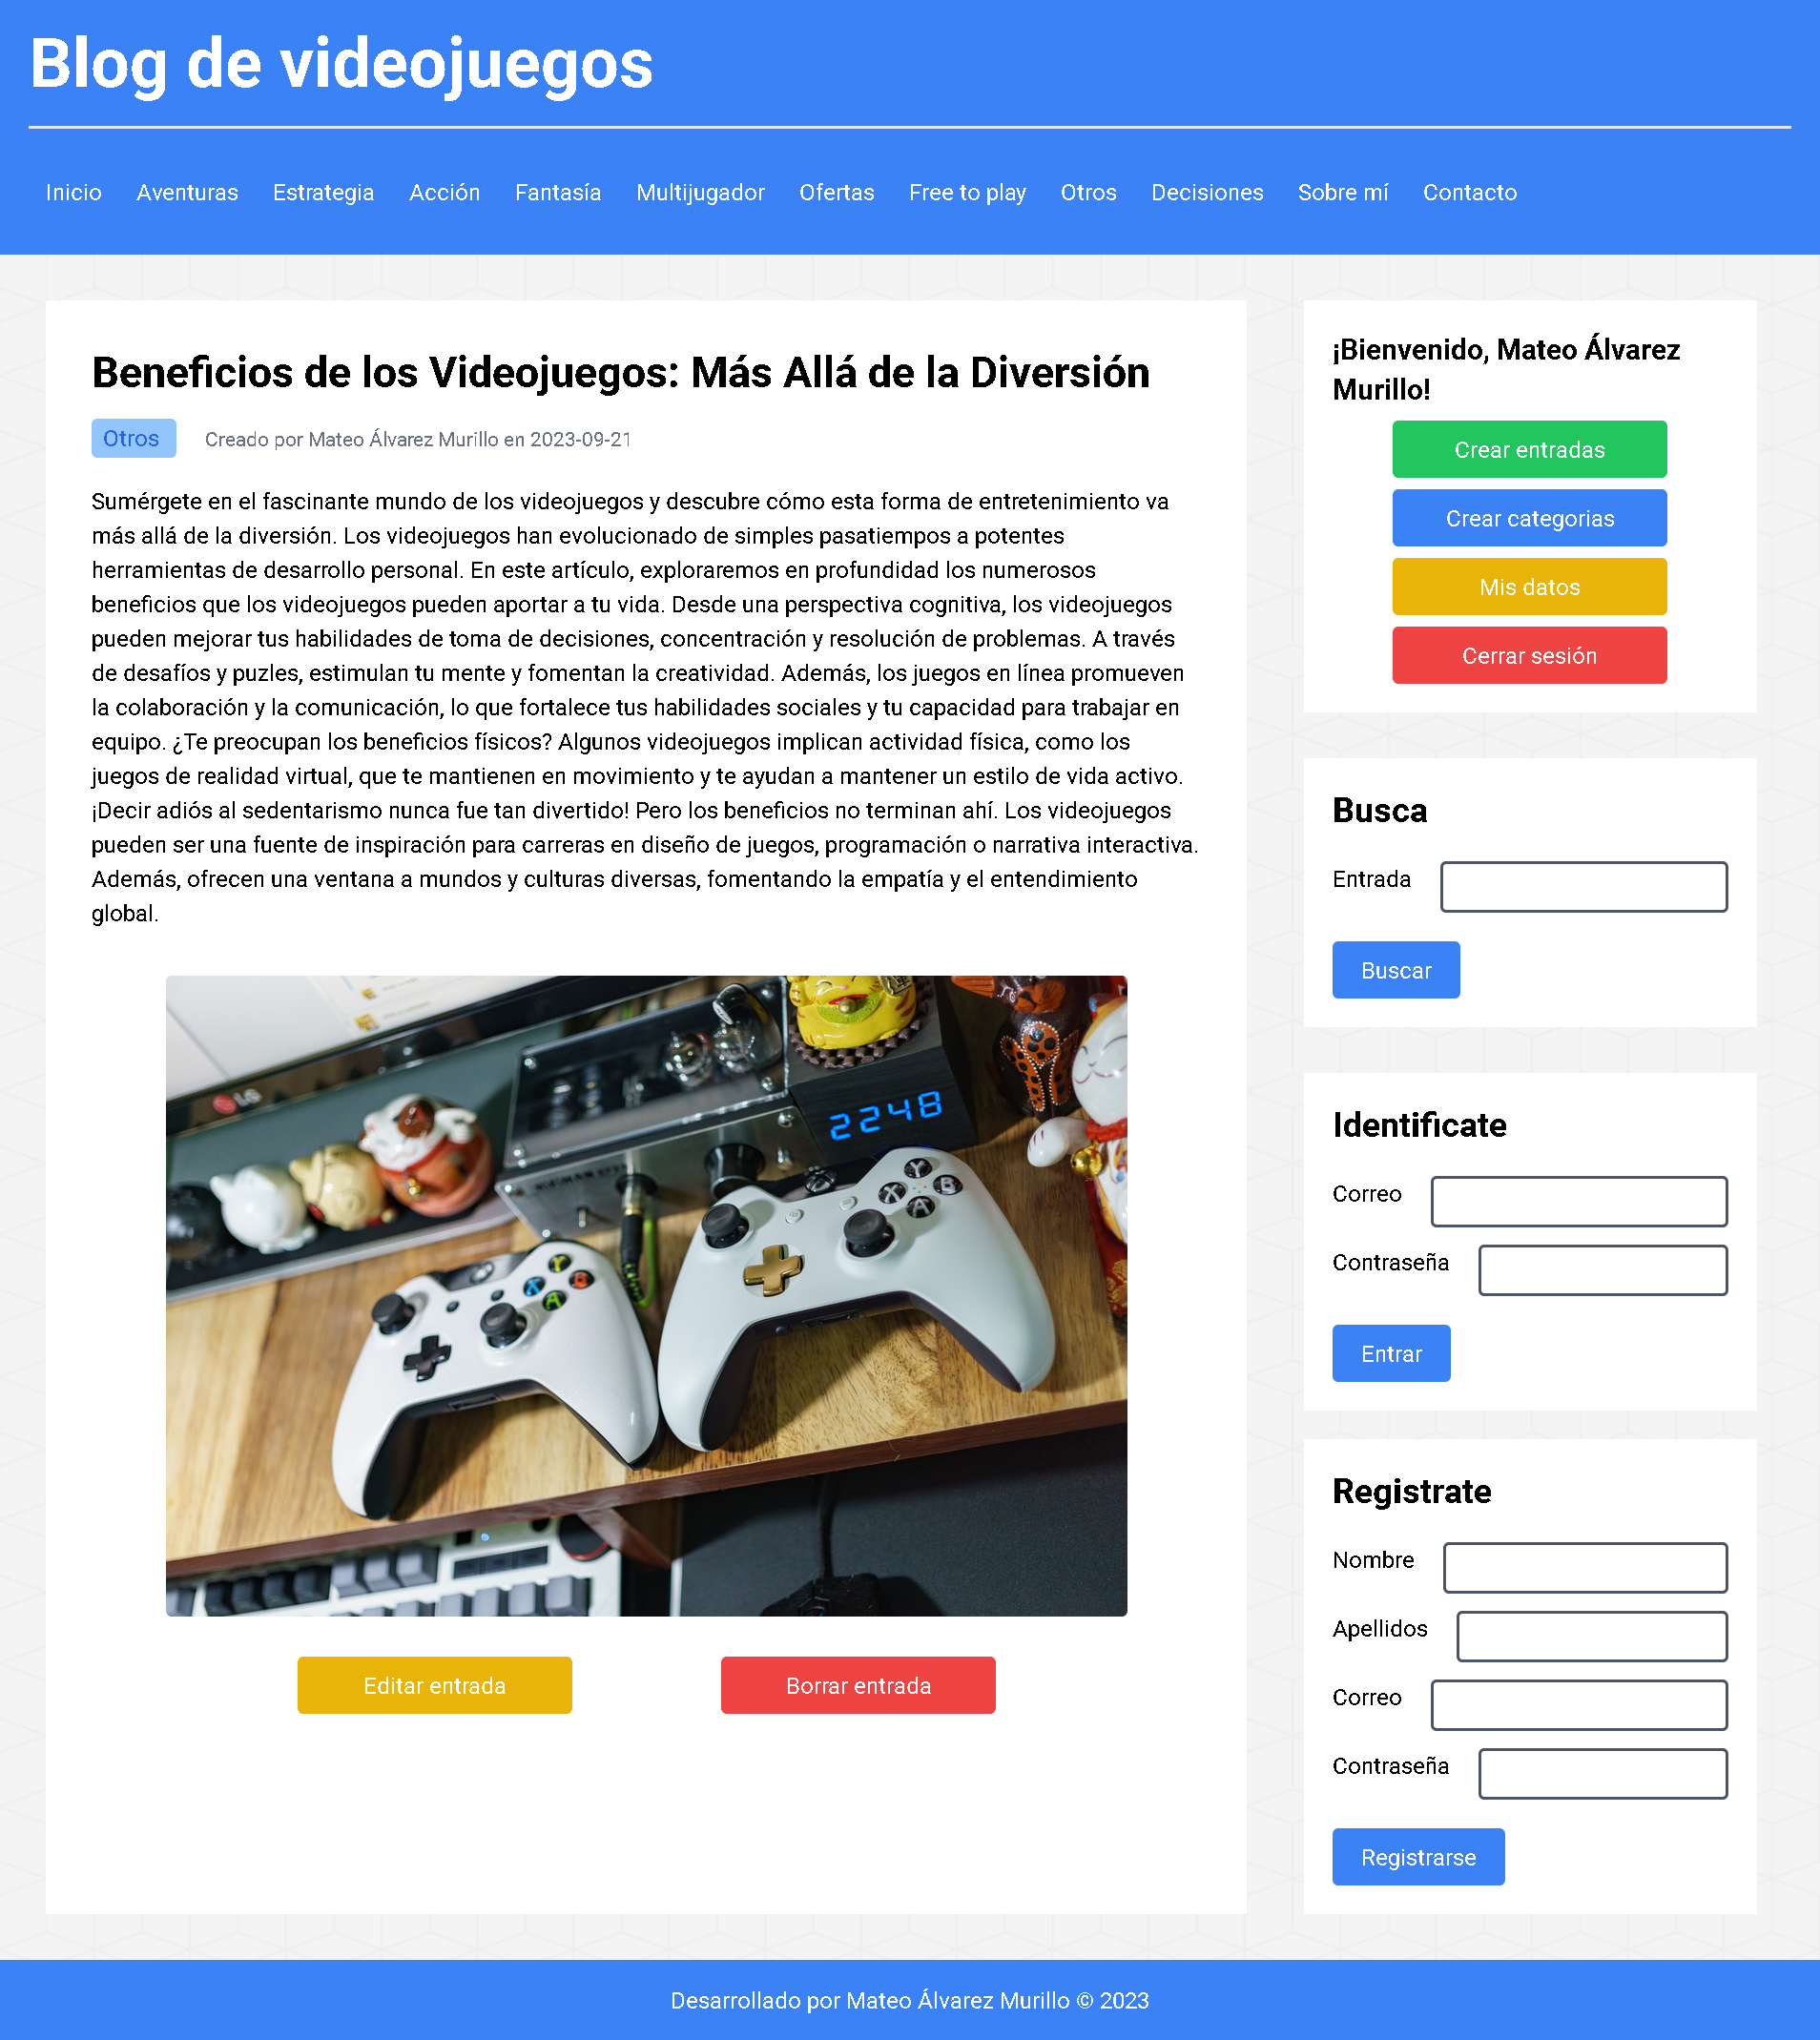 Blog de videojuegos
Inicio Aventuras Estrategia Acción Fantasía Multijugador Ofertas Free to play Otros Decisiones Sobre mí Contacto
Beneficios de los Videojuegos: Más Allá de la Diversión
Otros Creado por Mateo Álvarez Murillo en 2023-09-21
Sumérgete en el fascinante mundo de los videojuegos y descubre cómo esta forma de entretenimiento va
más allá de la diversión. Los videojuegos han evolucionado de simples pasatiempos a potentes
herramientas de desarrollo personal. En este artículo, exploraremos en profundidad los numerosos
beneficios que los videojuegos pueden aportar a tu vida. Desde una perspectiva cognitiva, los videojuegos
pueden mejorar tus habilidades de toma de decisiones, concentración y resolución de problemas. A través
de desafíos y puzles, estimulan tu mente y fomentan la creatividad. Además, los juegos en línea promueven
la colaboración y la comunicación, lo que fortalece tus habilidades sociales y tu capacidad para trabajar en
equipo. ¿Te preocupan los beneficios físicos? Algunos videojuegos implican actividad física, como los
juegos de realidad virtual, que te mantienen en movimiento y te ayudan a mantener un estilo de vida activo.
¡Decir adiós al sedentarismo nunca fue tan divertido! Pero los beneficios no terminan ahí. Los videojuegos
pueden ser una fuente de inspiración para carreras en diseño de juegos, programación o narrativa interactiva.
Además, ofrecen una ventana a mundos y culturas diversas, fomentando la empatía y el entendimiento
global.
LG
2248
Y
X B
A
Y
X B
A
Editar entrada
Borrar entrada
¡Bienvenido, Mateo Álvarez
Murillo!
Crear entradas
Crear categorias
Mis datos
Cerrar sesión
Busca
Entrada
Buscar
Identificate
Correo
Contraseña
Entrar
Registrate
Nombre
Apellidos
Correo
Contraseña
Registrarse
Desarrollado por Mateo Álvarez Murillo © 2023